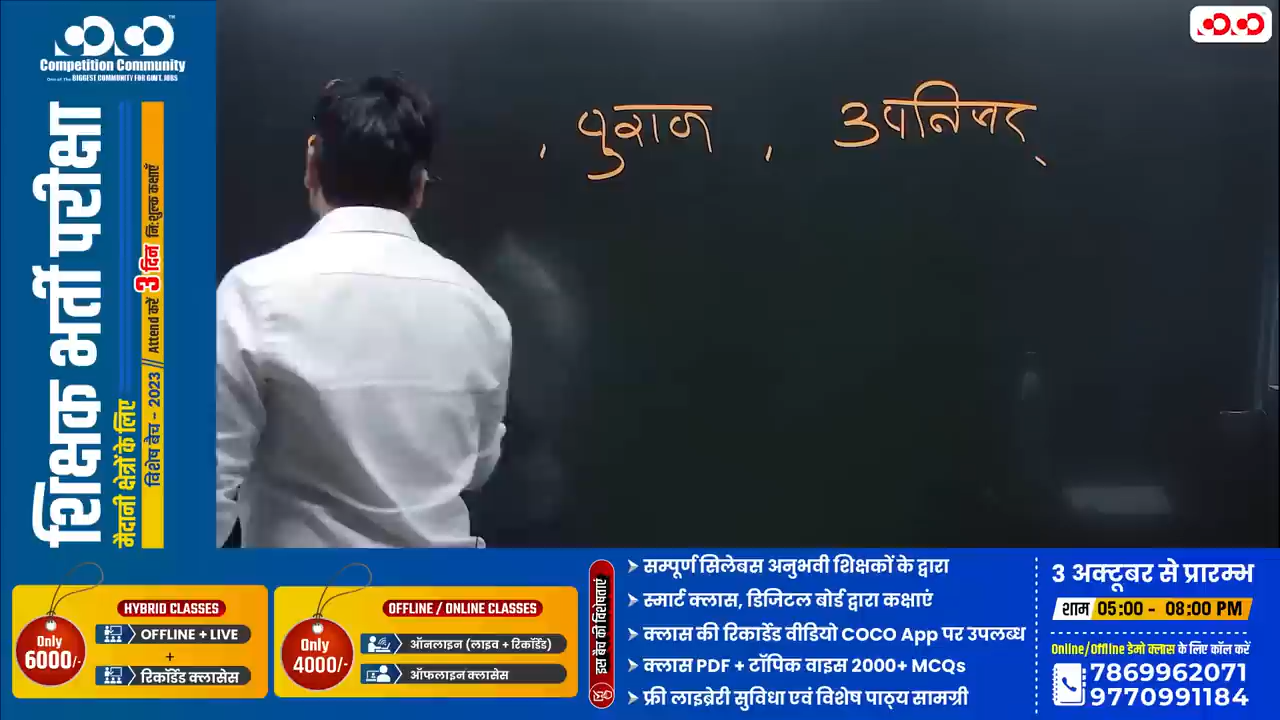 Competition Community
One of the BIGGEST COMMUNITY FOR GOVT. JOBS
शिक्षक भर्ती परीक्षा
मैदानी क्षेत्रों के लिए
विशेष बेच - 2023 // Attend करें 3 दिन नि:शुल्क कक्षाएँ
, पुराण , उपनिषद्
Only 6000/-
HYBRID CLASSES
OFFLINE + LIVE
+
रिकॉर्डेड क्लासेस
Only 4000/-
OFFLINE / ONLINE CLASSES
ऑनलाइन (लाइव + रिकॉर्डेड)
ऑफलाइन क्लासेस
इस बैच की विशेषताएं
सम्पूर्ण सिलेबस अनुभवी शिक्षकों के द्वारा
स्मार्ट क्लास, डिजिटल बोर्ड द्वारा कक्षाएं
क्लास की रिकार्डेड वीडियो COCO App पर उपलब्ध
क्लास PDF + टॉपिक वाइस 2000+ MCQs
फ्री लाइब्रेरी सुविधा एवं विशेष पाठ्य सामग्री
3 अक्टूबर से प्रारम्भ
शाम 05:00 - 08:00 PM
Online/Offline डेमो क्लास के लिए कॉल करें
7869962071
9770991184